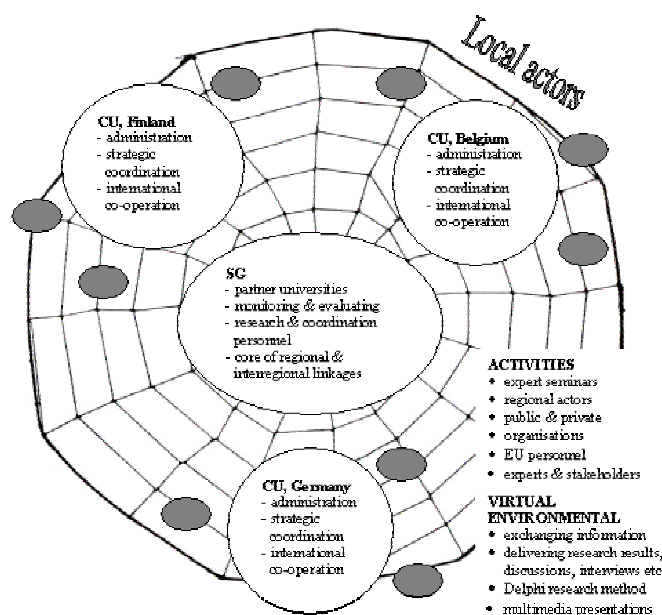 Local actors
CU, Finland
- administration
- strategic
coordination
- international
co-operation
CU, Belgium
- administration
- strategic
coordination
- international
co-operation
SG
- partner universities
- monitoring & evaluating
- research & coordination
personnel
- core of regional &
interregional linkages
CU, Germany
- administration
- strategic
coordination
- international
co-operation
ACTIVITIES
• expert seminars
• regional actors
• public & private
• organisations
• EU personnel
• experts & stakeholders
VIRTUAL
ENVIRONMENTAL
• exchanging information
• delivering research results,
discussions, interviews etc
• Delphi research method
• multimedia presentations